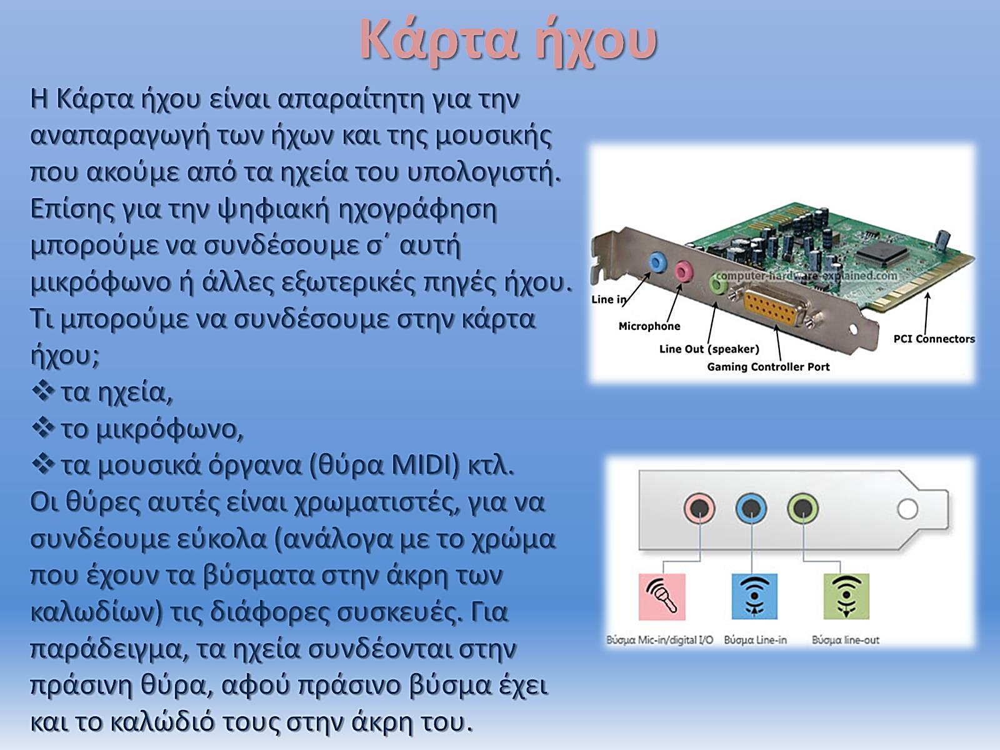 Κάρτα ήχου
Η Κάρτα ήχου είναι απαραίτητη για την
αναπαραγωγή των ήχων και της μουσικής
που ακούμε από τα ηχεία του υπολογιστή.
Επίσης για την ψηφιακή ηχογράφηση
μπορούμε να συνδέσουμε σ΄ αυτή
μικρόφωνο ή άλλες εξωτερικές πηγές ήχου.
Τι μπορούμε να συνδέσουμε στην κάρτα
ήχου;
❖ τα ηχεία,
❖ το μικρόφωνο,
❖ τα μουσικά όργανα (θύρα MIDI) κτλ.
Οι θύρες αυτές είναι χρωματιστές, για να
συνδέουμε εύκολα (ανάλογα με το χρώμα
που έχουν τα βύσματα στην άκρη των
καλωδίων) τις διάφορες συσκευές. Για
παράδειγμα, τα ηχεία συνδέονται στην
πράσινη θύρα, αφού πράσινο βύσμα έχει
και το καλώδιό τους στην άκρη του.
computer-hardware-explained.com
Line in
Microphone
Line Out (speaker)
Gaming Controller Port
PCI Connectors
Βύσμα Mic-in/digital I/O
Βύσμα Line-in
Βύσμα line-out